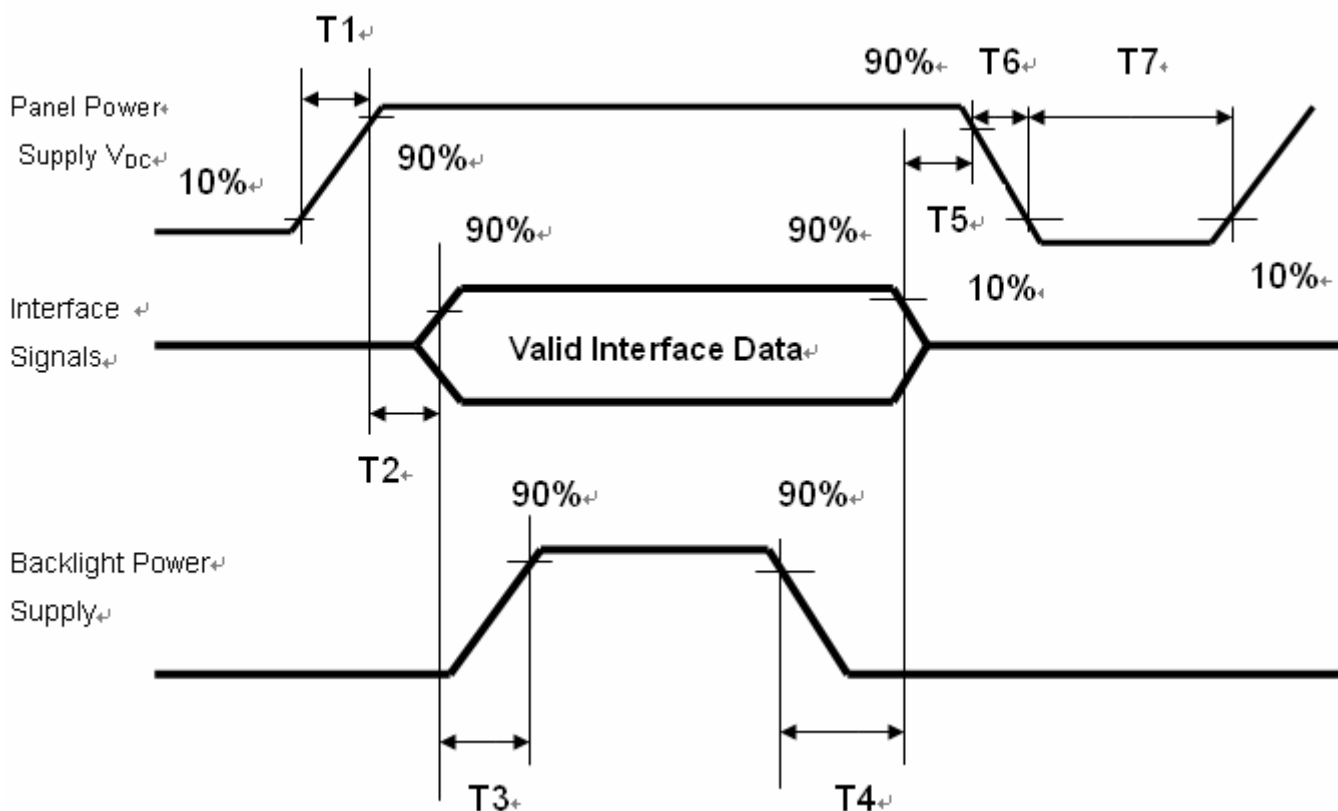 T1↵
90%↵ T6↵ T7↵
Panel Power↵
Supply V_DC↵
10%↵
90%↵
T5↵
90%↵
90%↵
10%↵
10%↵
Interface ↵
Signals↵
Valid Interface Data↵
T2↵
90%↵
90%↵
Backlight Power↵
Supply↵
T3↵
T4↵